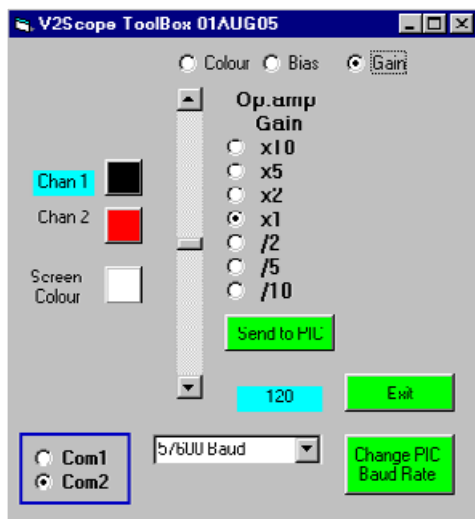 V2Scope ToolBox 01AUG05
Colour Bias Gain
Op.amp
Gain
x10
x5
x2
x1
/2
/5
/10
Chan 1
Chan 2
Screen
Colour
Send to PIC
120
Exit
Com1
Com2
57600 Baud
Change PIC
Baud Rate